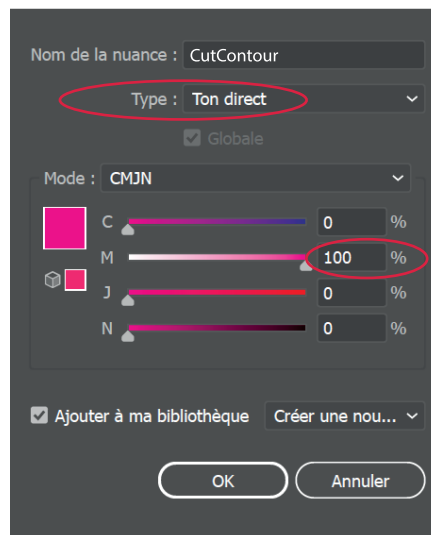 Nom de la nuance : CutContour
Type : Ton direct
Globale
Mode : CMJN
C 0 %
M 100 %
J 0 %
N 0 %
Ajouter à ma bibliothèque Créer une nou...
OK Annuler